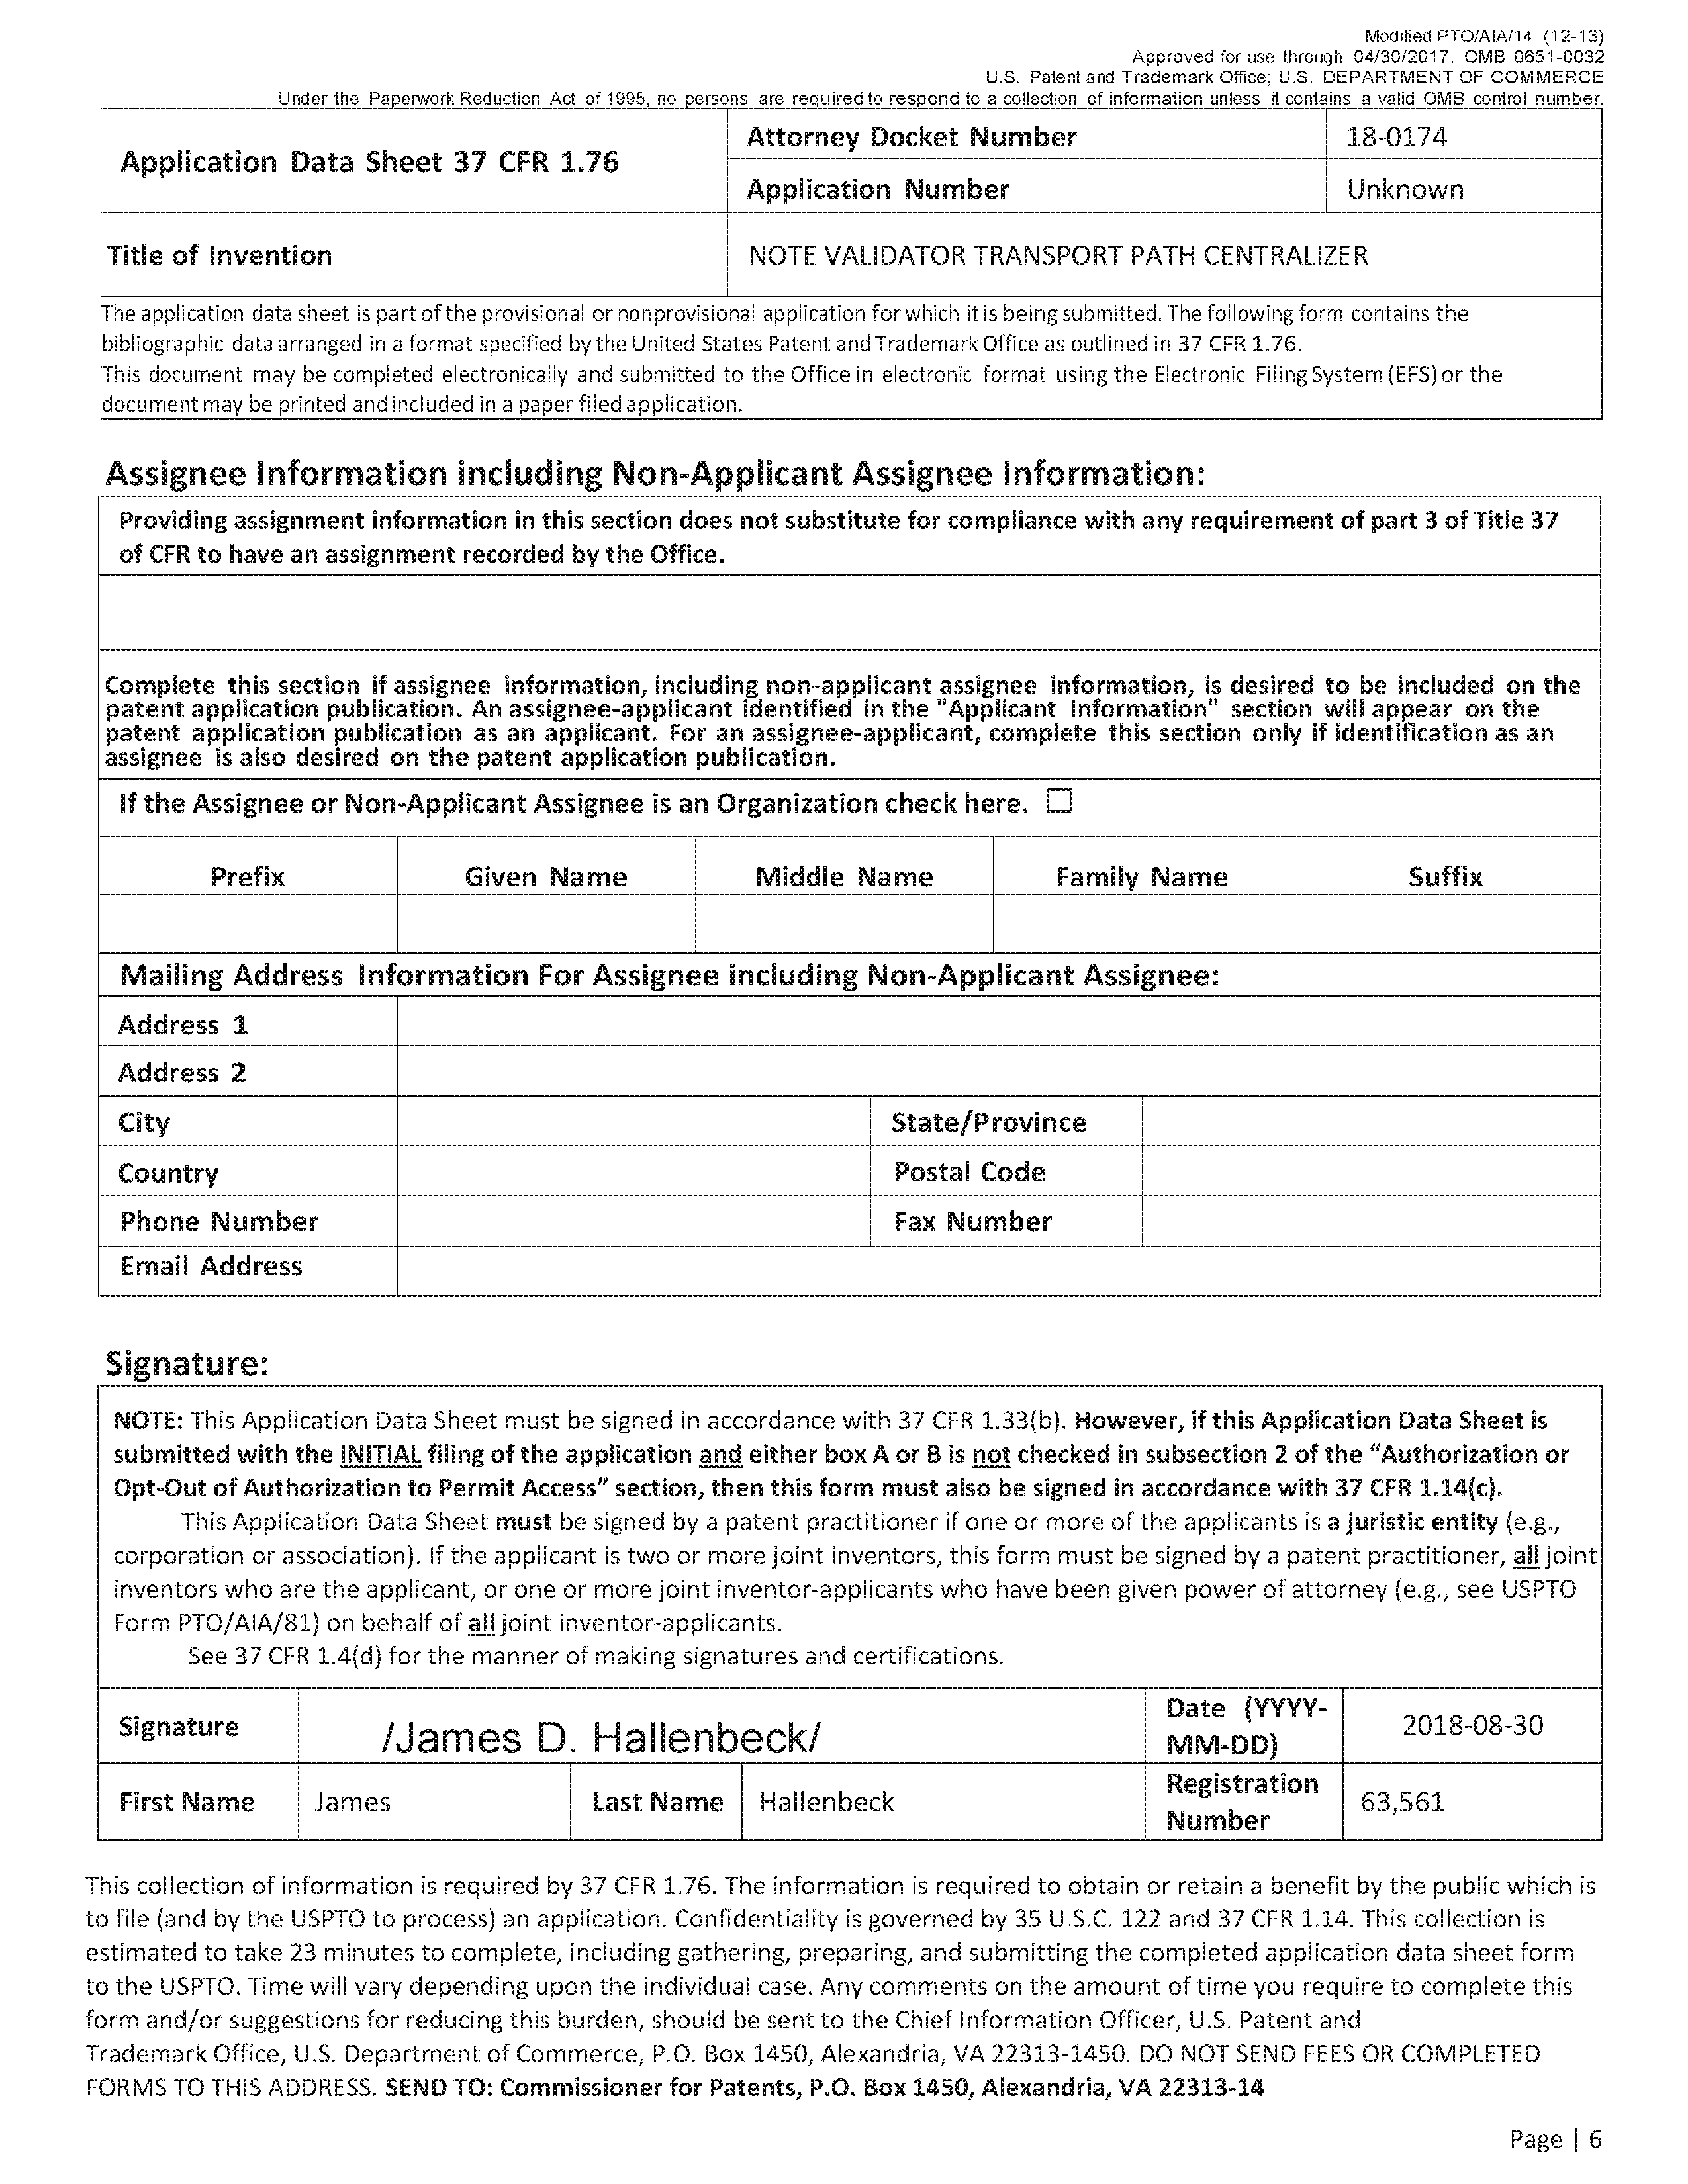 Modified PTO/AIA/14 (12-13)
Approved for use through 04/30/2017. OMB 0651-0032
U.S. Patent and Trademark Office; U.S. DEPARTMENT OF COMMERCE
Under the Paperwork Reduction Act of 1995, no persons are required to respond to a collection of information unless it contains a valid OMB control number.
Application Data Sheet 37 CFR 1.76
Attorney Docket Number
18-0174
Application Number
Unknown
Title of Invention
NOTE VALIDATOR TRANSPORT PATH CENTRALIZER
The application data sheet is part of the provisional or nonprovisional application for which it is being submitted. The following form contains the
bibliographic data arranged in a format specified by the United States Patent and Trademark Office as outlined in 37 CFR 1.76.
This document may be completed electronically and submitted to the Office in electronic format using the Electronic Filing System (EFS) or the
document may be printed and included in a paper filed application.
Assignee Information including Non-Applicant Assignee Information:
Providing assignment information in this section does not substitute for compliance with any requirement of part 3 of Title 37
of CFR to have an assignment recorded by the Office.
Complete this section if assignee information, including non-applicant assignee information, is desired to be included on the
patent application publication. An assignee-applicant identified in the "Applicant Information" section will appear on the
patent application publication as an applicant. For an assignee-applicant, complete this section only if identification as an
assignee is also desired on the patent application publication.
If the Assignee or Non-Applicant Assignee is an Organization check here. ☐
Prefix Given Name Middle Name Family Name Suffix
Mailing Address Information For Assignee including Non-Applicant Assignee:
Address 1
Address 2
City State/Province
Country Postal Code
Phone Number Fax Number
Email Address
Signature:
NOTE: This Application Data Sheet must be signed in accordance with 37 CFR 1.33(b). However, if this Application Data Sheet is
submitted with the INITIAL filing of the application and either box A or B is not checked in subsection 2 of the “Authorization or
Opt-Out of Authorization to Permit Access” section, then this form must also be signed in accordance with 37 CFR 1.14(c).
This Application Data Sheet must be signed by a patent practitioner if one or more of the applicants is a juristic entity (e.g.,
corporation or association). If the applicant is two or more joint inventors, this form must be signed by a patent practitioner, all joint
inventors who are the applicant, or one or more joint inventor-applicants who have been given power of attorney (e.g., see USPTO
Form PTO/AIA/81) on behalf of all joint inventor-applicants.
See 37 CFR 1.4(d) for the manner of making signatures and certifications.
Signature /James D. Hallenbeck/ Date (YYYY-
MM-DD) 2018-08-30
First Name James Last Name Hallenbeck Registration
Number 63,561
This collection of information is required by 37 CFR 1.76. The information is required to obtain or retain a benefit by the public which is
to file (and by the USPTO to process) an application. Confidentiality is governed by 35 U.S.C. 122 and 37 CFR 1.14. This collection is
estimated to take 23 minutes to complete, including gathering, preparing, and submitting the completed application data sheet form
to the USPTO. Time will vary depending upon the individual case. Any comments on the amount of time you require to complete this
form and/or suggestions for reducing this burden, should be sent to the Chief Information Officer, U.S. Patent and
Trademark Office, U.S. Department of Commerce, P.O. Box 1450, Alexandria, VA 22313-1450. DO NOT SEND FEES OR COMPLETED
FORMS TO THIS ADDRESS. SEND TO: Commissioner for Patents, P.O. Box 1450, Alexandria, VA 22313-14
Page | 6